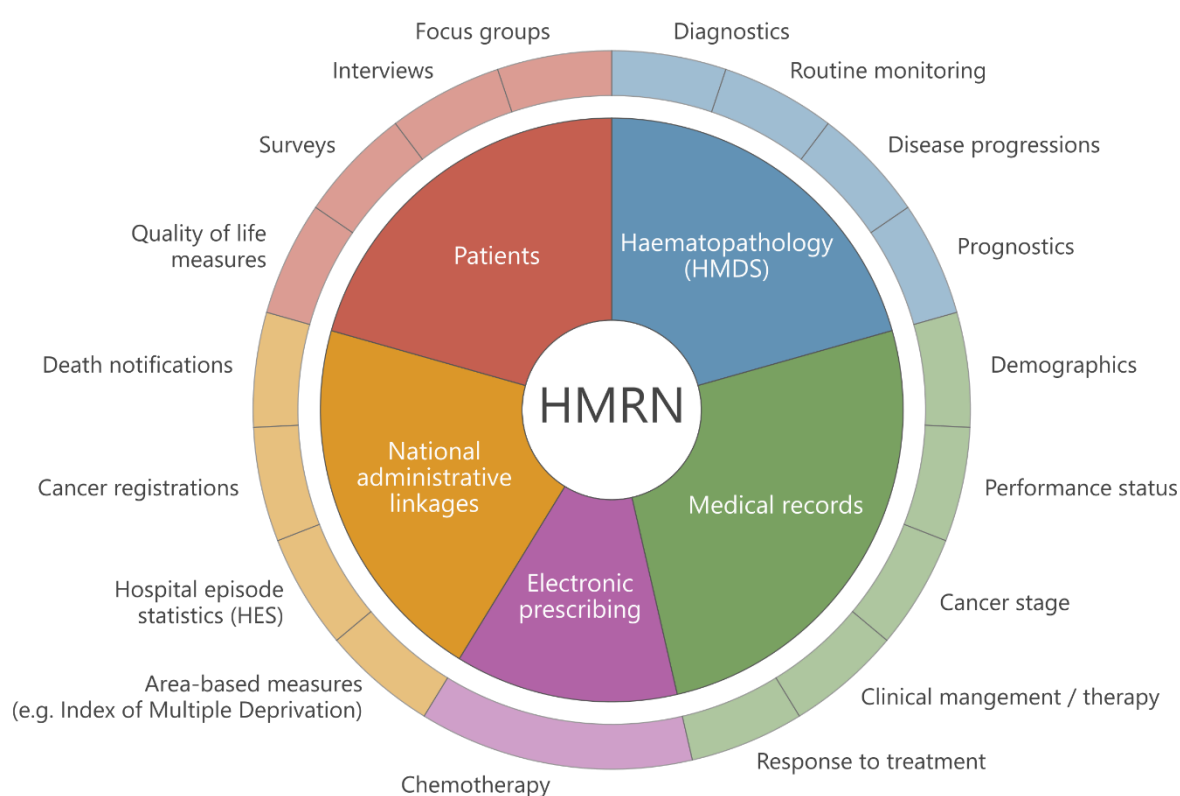 Focus groups
Diagnostics
Interviews
Routine monitoring
Surveys
Disease progressions
Quality of life
measures
Patients
Haematopathology
(HMDS)
Prognostics
Death notifications
Demographics
HMRN
National
administrative
linkages
Medical records
Cancer registrations
Performance status
Electronic
prescribing
Hospital episode
statistics (HES)
Cancer stage
Area-based measures
(e.g. Index of Multiple Deprivation)
Clinical mangement / therapy
Chemotherapy
Response to treatment